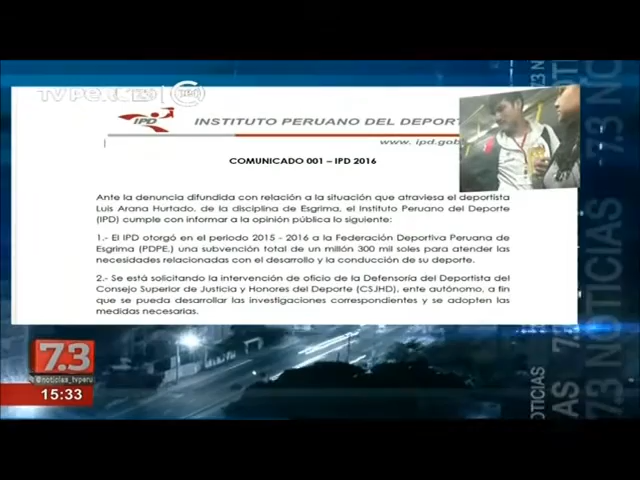 TVPerú
7.3 N
IPD
INSTITUTO PERUANO DEL DEPORT
www. ipd.gob
COMUNICADO 001 – IPD 2016
Ante la denuncia difundida con relación a la situación que atraviesa el deportista
Luis Arana Hurtado, de la disciplina de Esgrima, el Instituto Peruano del Deporte
(IPD) cumple con informar a la opinión pública lo siguiente:
1.- El IPD otorgó en el periodo 2015 - 2016 a la Federación Deportiva Peruana de
Esgrima (PDPE,) una subvención total de un millón 300 mil soles para atender las
necesidades relacionadas con el desarrollo y la conducción de su deporte.
2.- Se está solicitando la intervención de oficio de la Defensoría del Deportista del
Consejo Superior de Justicia y Honores del Deporte (CSJHD), ente autónomo, a fin
que se pueda desarrollar las investigaciones correspondientes y se adopten las
medidas necesarias.
7.3
@noticias_tvperu
15:33
7.3 NOTICIAS
OTICIAS